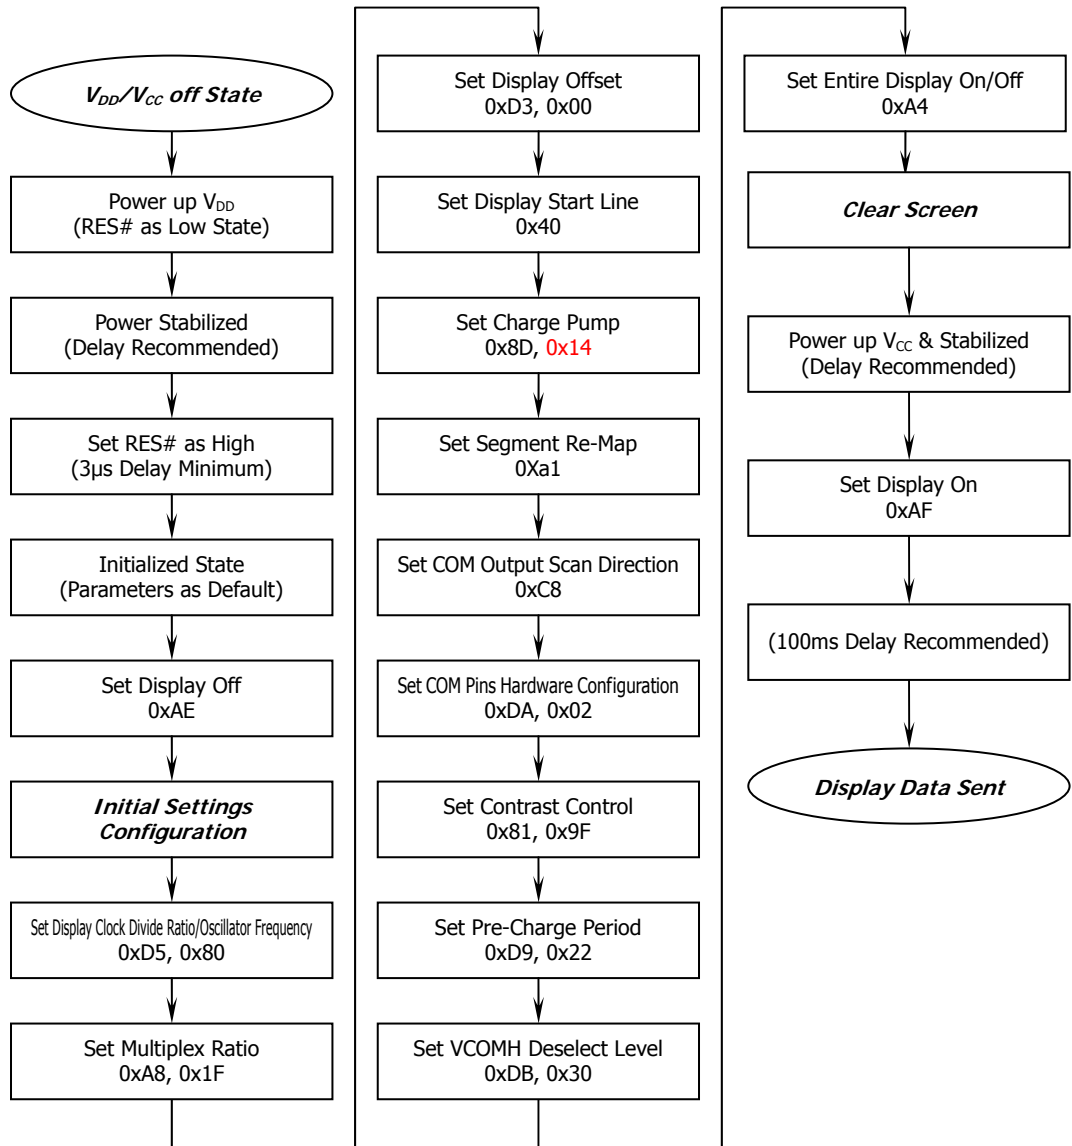 V_DD/V_CC off State
Power up V_DD
(RES# as Low State)
Power Stabilized
(Delay Recommended)
Set RES# as High
(3μs Delay Minimum)
Initialized State
(Parameters as Default)
Set Display Off
0xAE
Initial Settings
Configuration
Set Display Clock Divide Ratio/Oscillator Frequency
0xD5, 0x80
Set Multiplex Ratio
0xA8, 0x1F
Set Display Offset
0xD3, 0x00
Set Display Start Line
0x40
Set Charge Pump
0x8D, 0x14
Set Segment Re-Map
0Xa1
Set COM Output Scan Direction
0xC8
Set COM Pins Hardware Configuration
0xDA, 0x02
Set Contrast Control
0x81, 0x9F
Set Pre-Charge Period
0xD9, 0x22
Set VCOMH Deselect Level
0xDB, 0x30
Set Entire Display On/Off
0xA4
Clear Screen
Power up V_CC & Stabilized
(Delay Recommended)
Set Display On
0xAF
(100ms Delay Recommended)
Display Data Sent